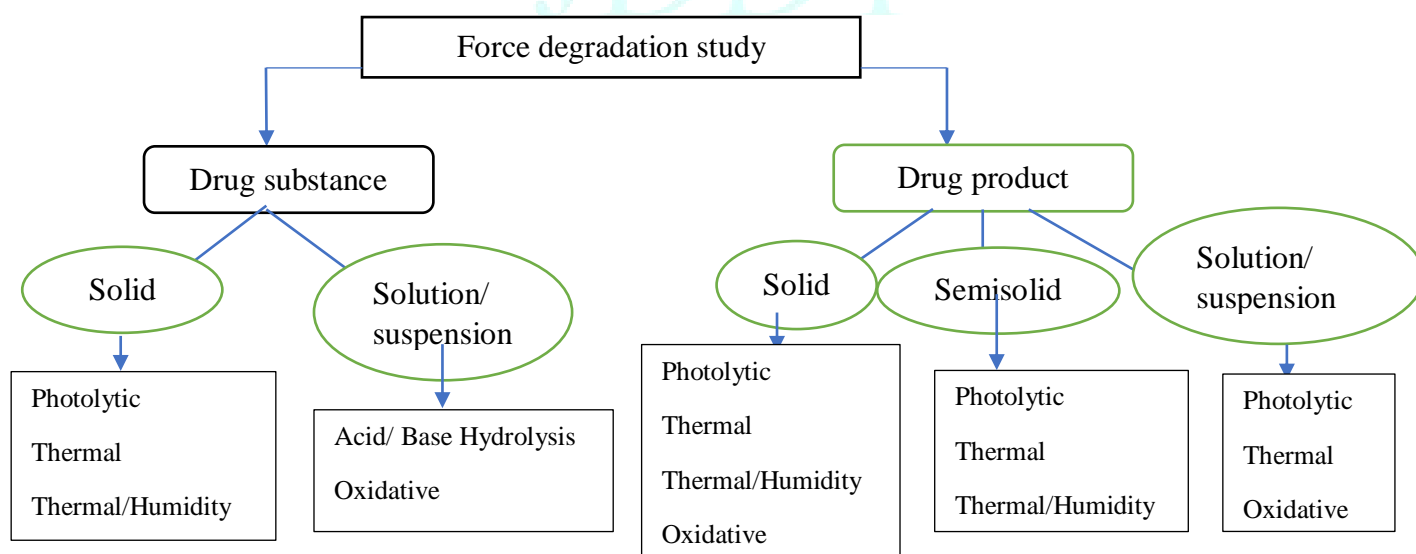 Force degradation study
Drug substance
Drug product
Solid
Solution/
suspension
Solid
Semisolid
Solution/
suspension
Photolytic
Thermal
Thermal/Humidity
Acid/ Base Hydrolysis
Oxidative
Photolytic
Thermal
Thermal/Humidity
Oxidative
Photolytic
Thermal
Thermal/Humidity
Photolytic
Thermal
Oxidative